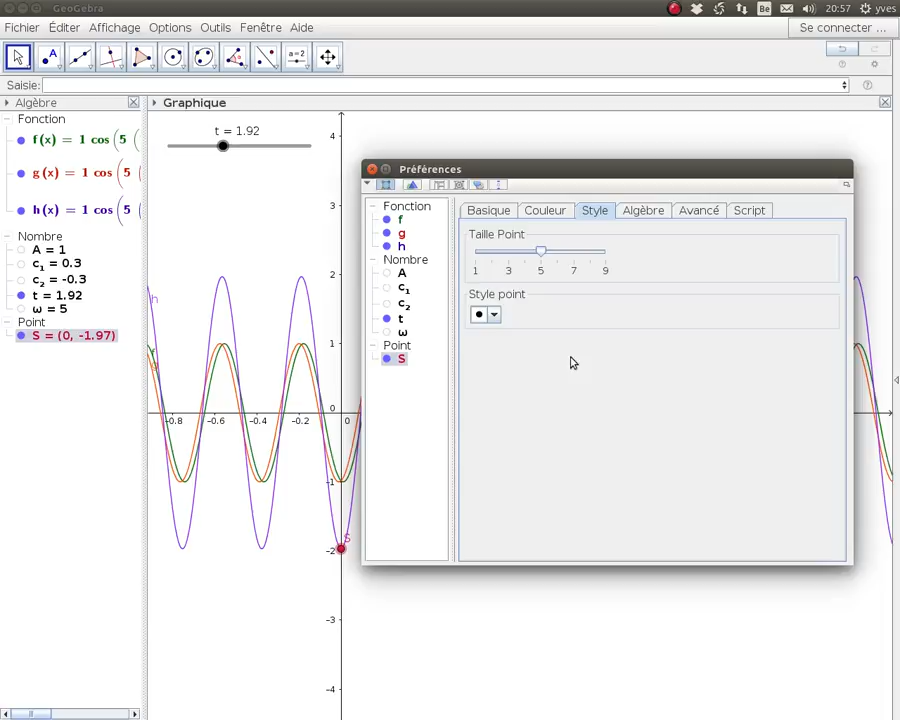 GeoGebra
Be 20:57 yves
Fichier Éditer Affichage Options Outils Fenêtre Aide
Se connecter ...
A a=2
Saisie:
Algèbre
Graphique
Fonction
f(x) = 1 cos(5 (
g(x) = 1 cos(5
h(x) = 1 cos(5 (
Nombre
A = 1
c1 = 0.3
c2 = -0.3
t = 1.92
ω = 5
Point
S = (0, -1.97)
t = 1.92
4
3
2
1
0
-1
-2
-3
-4
-0.8 -0.6 -0.4 -0.2 0
h
f
g
S
Préférences
Fonction
f
g
h
Nombre
A
c1
c2
t
ω
Point
S
Basique Couleur Style Algèbre Avancé Script
Taille Point
1 3 5 7 9
Style point